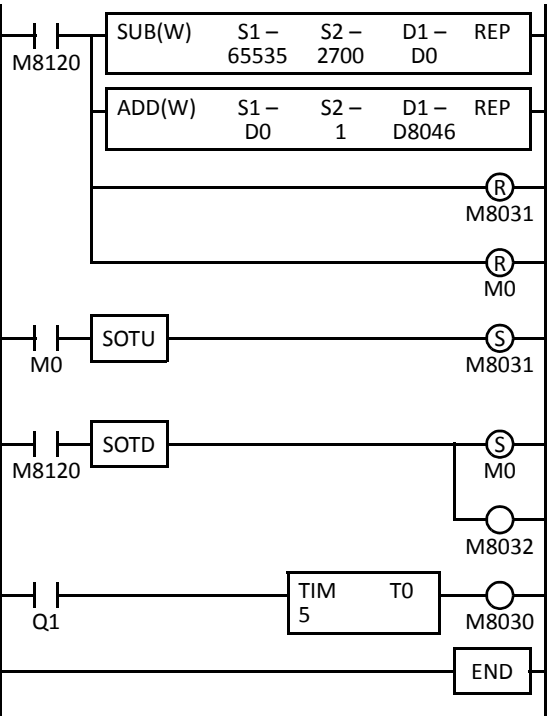 SUB(W) S1 – S2 – D1 – REP
65535 2700 D0
M8120
ADD(W) S1 – S2 – D1 – REP
D0 1 D8046
R
M8031
R
M0
SOTU S
M0 M8031
SOTD S
M8120 M0
M8032
TIM T0
5
Q1 M8030
END